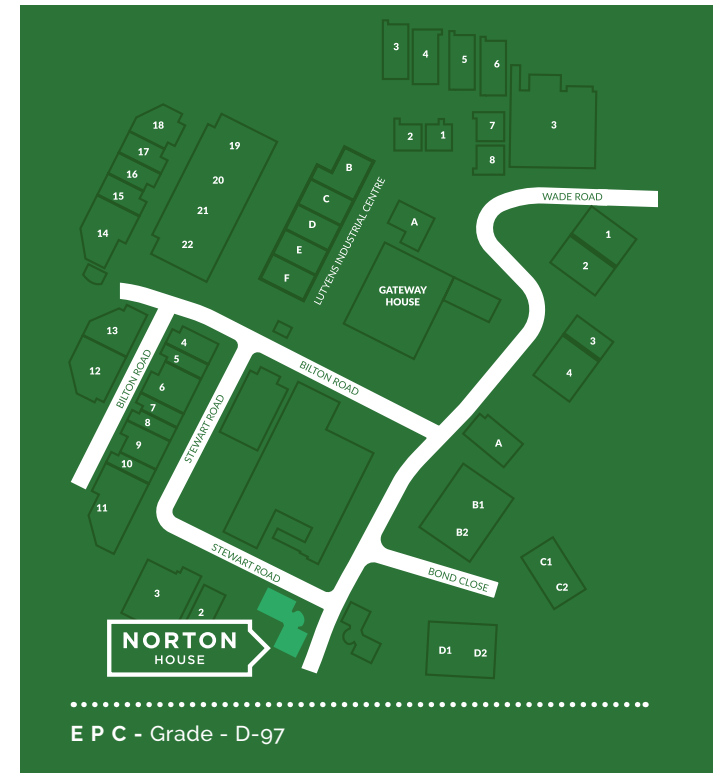 3
4
5
6
3
7
8
2
1
18
17
16
15
14
19
20
21
22
B
C
D
E
F
LUTYENS INDUSTRIAL CENTRE
A
GATEWAY
HOUSE
WADE ROAD
1
2
3
4
13
12
BILTON ROAD
4
5
6
7
8
9
10
11
STEWART ROAD
BILTON ROAD
STEWART ROAD
A
B1
B2
C1
C2
BOND CLOSE
D1 D2
3
2
NORTON
HOUSE
EPC - Grade - D-97